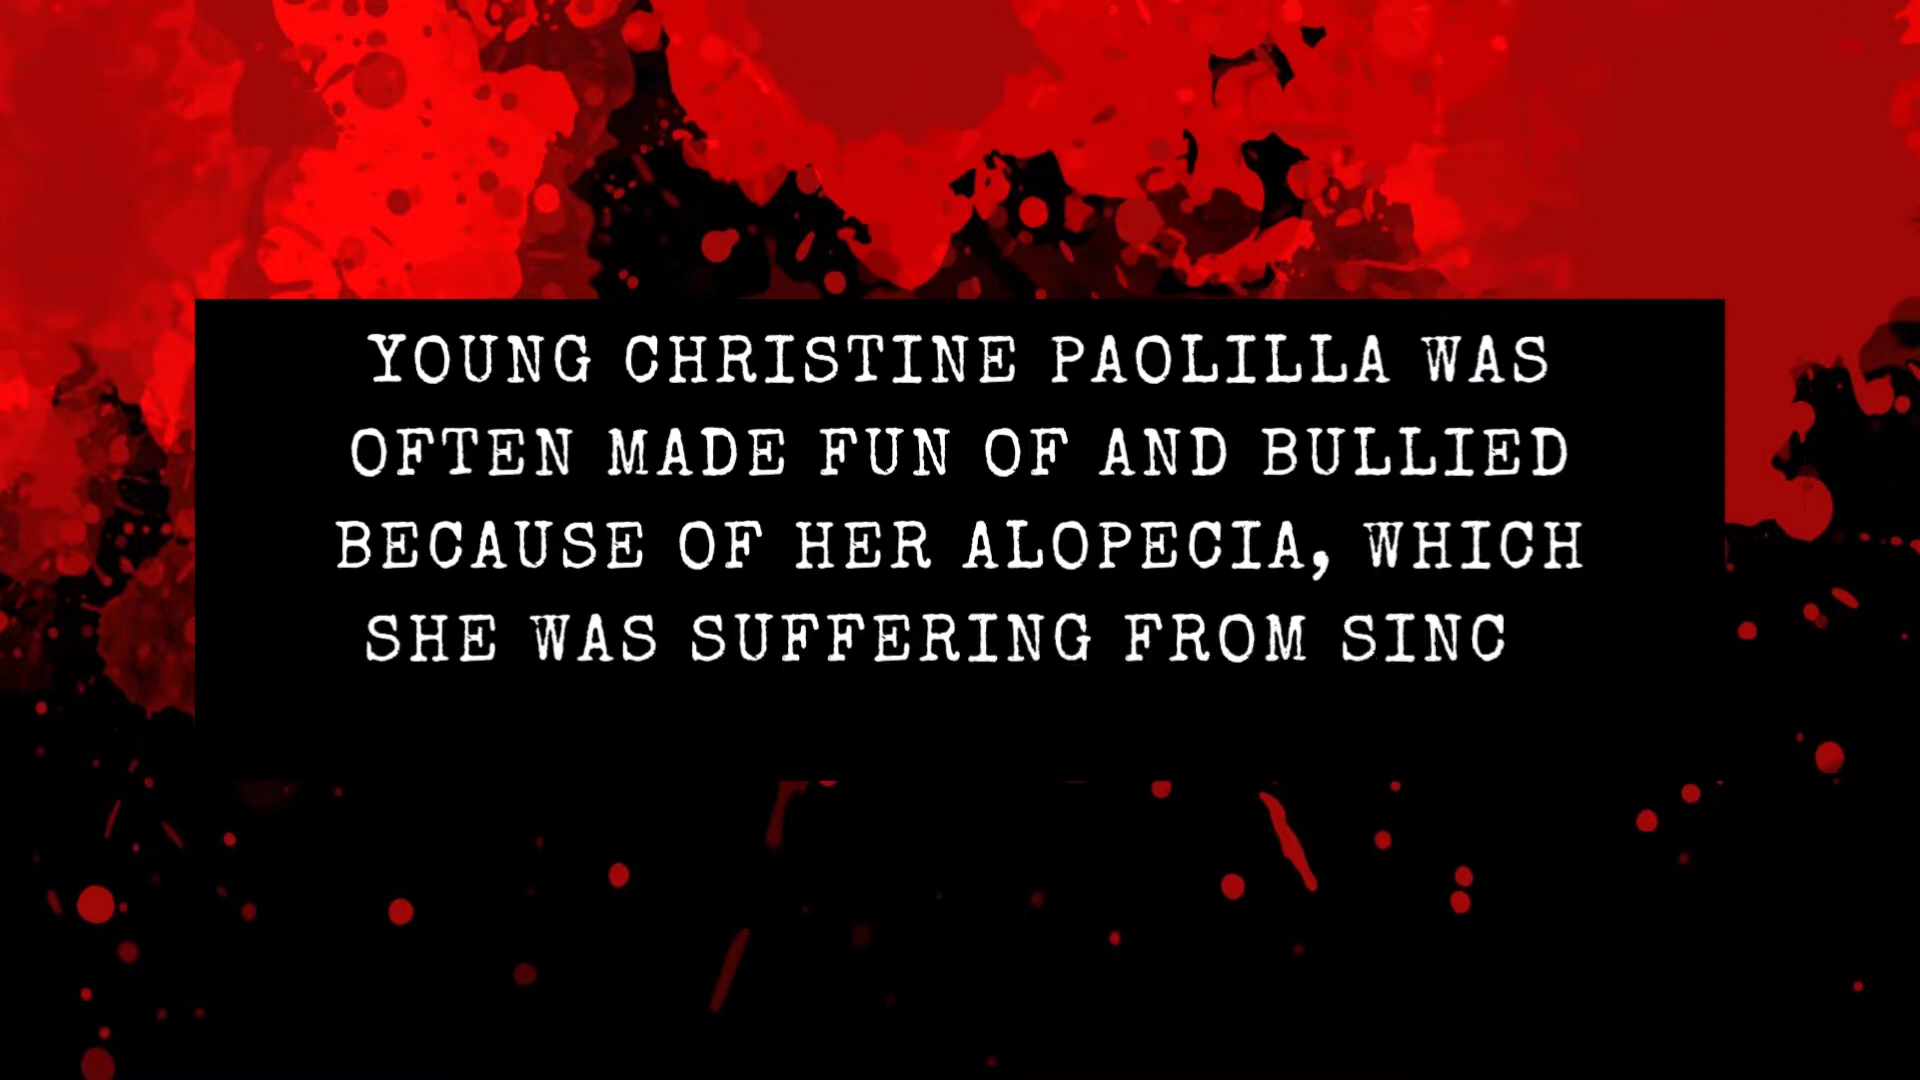 YOUNG CHRISTINE PAOLILLA WAS
OFTEN MADE FUN OF AND BULLIED
BECAUSE OF HER ALOPECIA, WHICH
SHE WAS SUFFERING FROM SINC